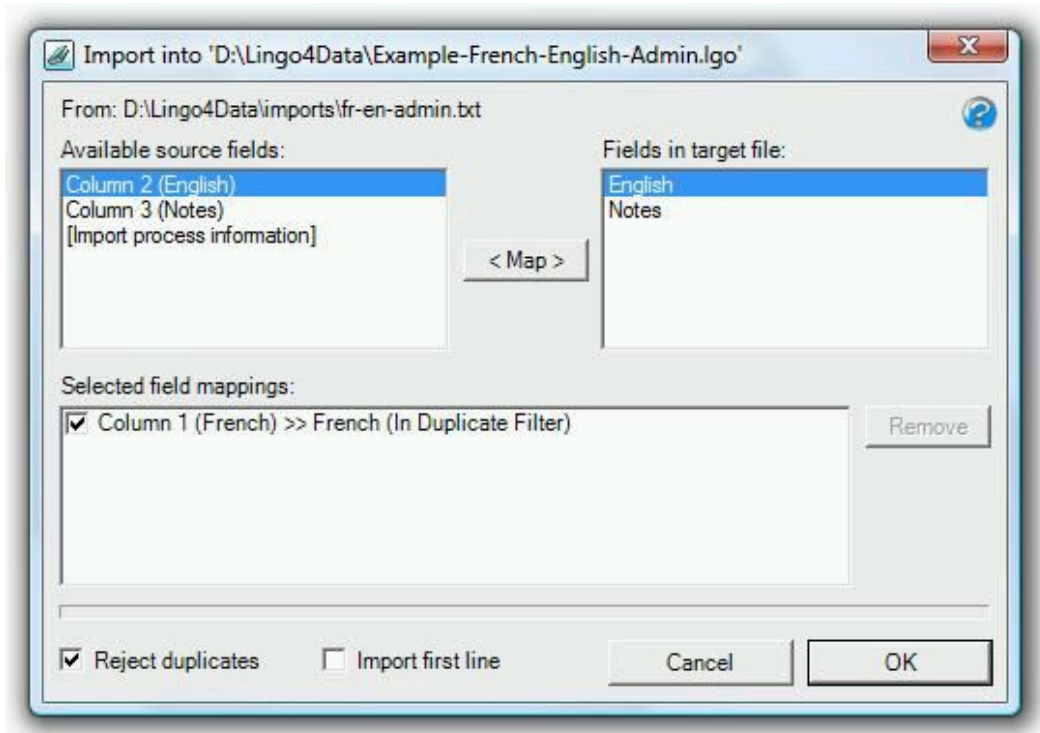 Import into 'D:\Lingo4Data\Example-French-English-Admin.lgo'
From: D:\Lingo4Data\imports\fr-en-admin.txt
Available source fields:
Fields in target file:
Column 2 (English)
Column 3 (Notes)
[Import process information]
< Map >
English
Notes
Selected field mappings:
Column 1 (French) >> French (In Duplicate Filter)
Remove
Reject duplicates
Import first line
Cancel
OK